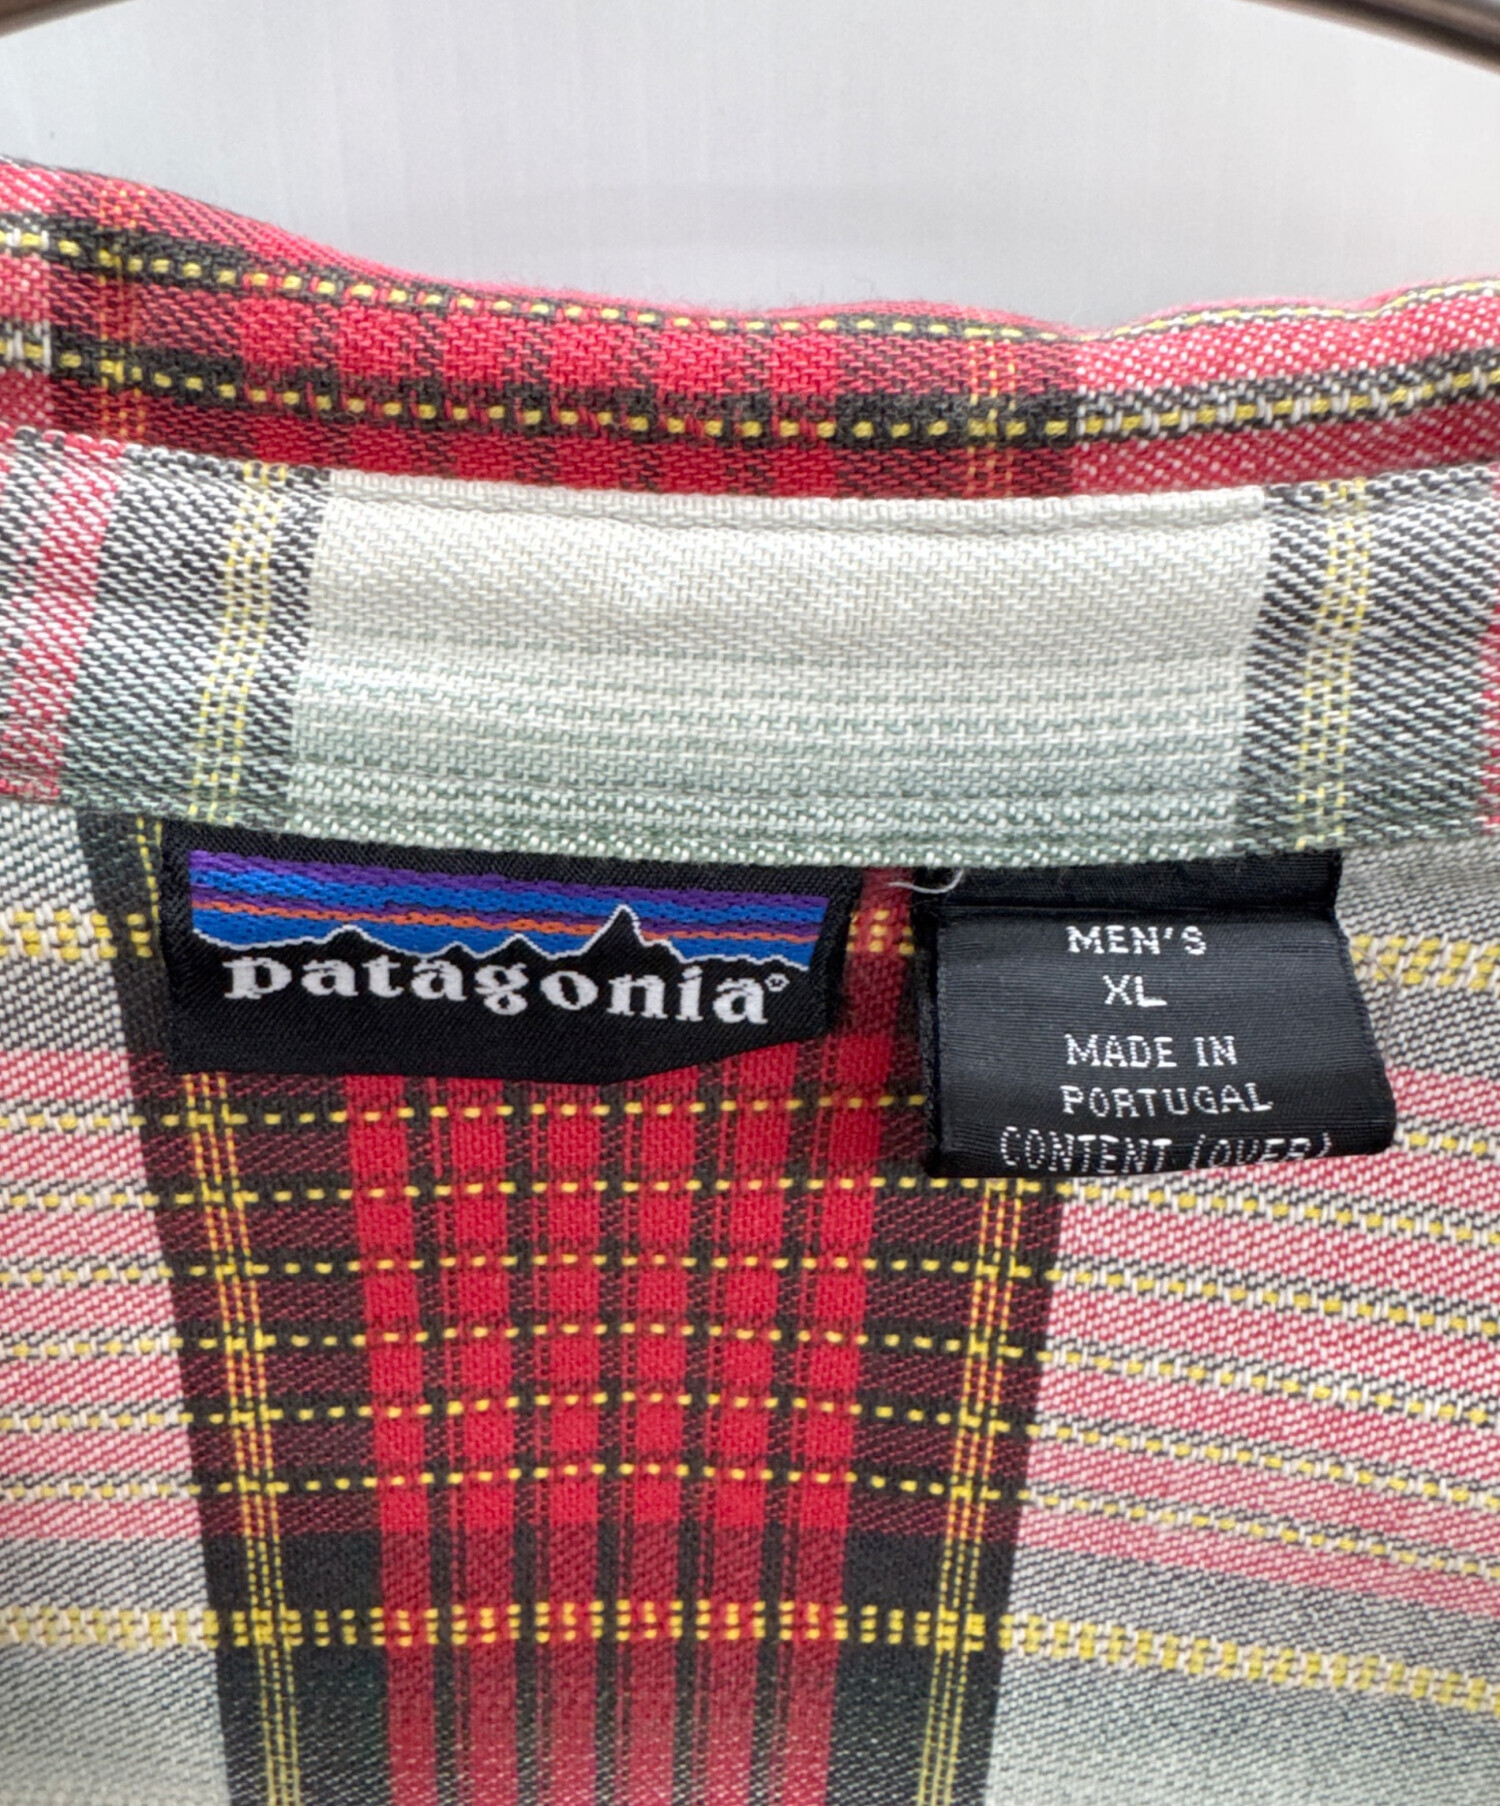 patagonia®
MEN'S
XL
MADE IN
PORTUGAL
CONTENT (OVER)